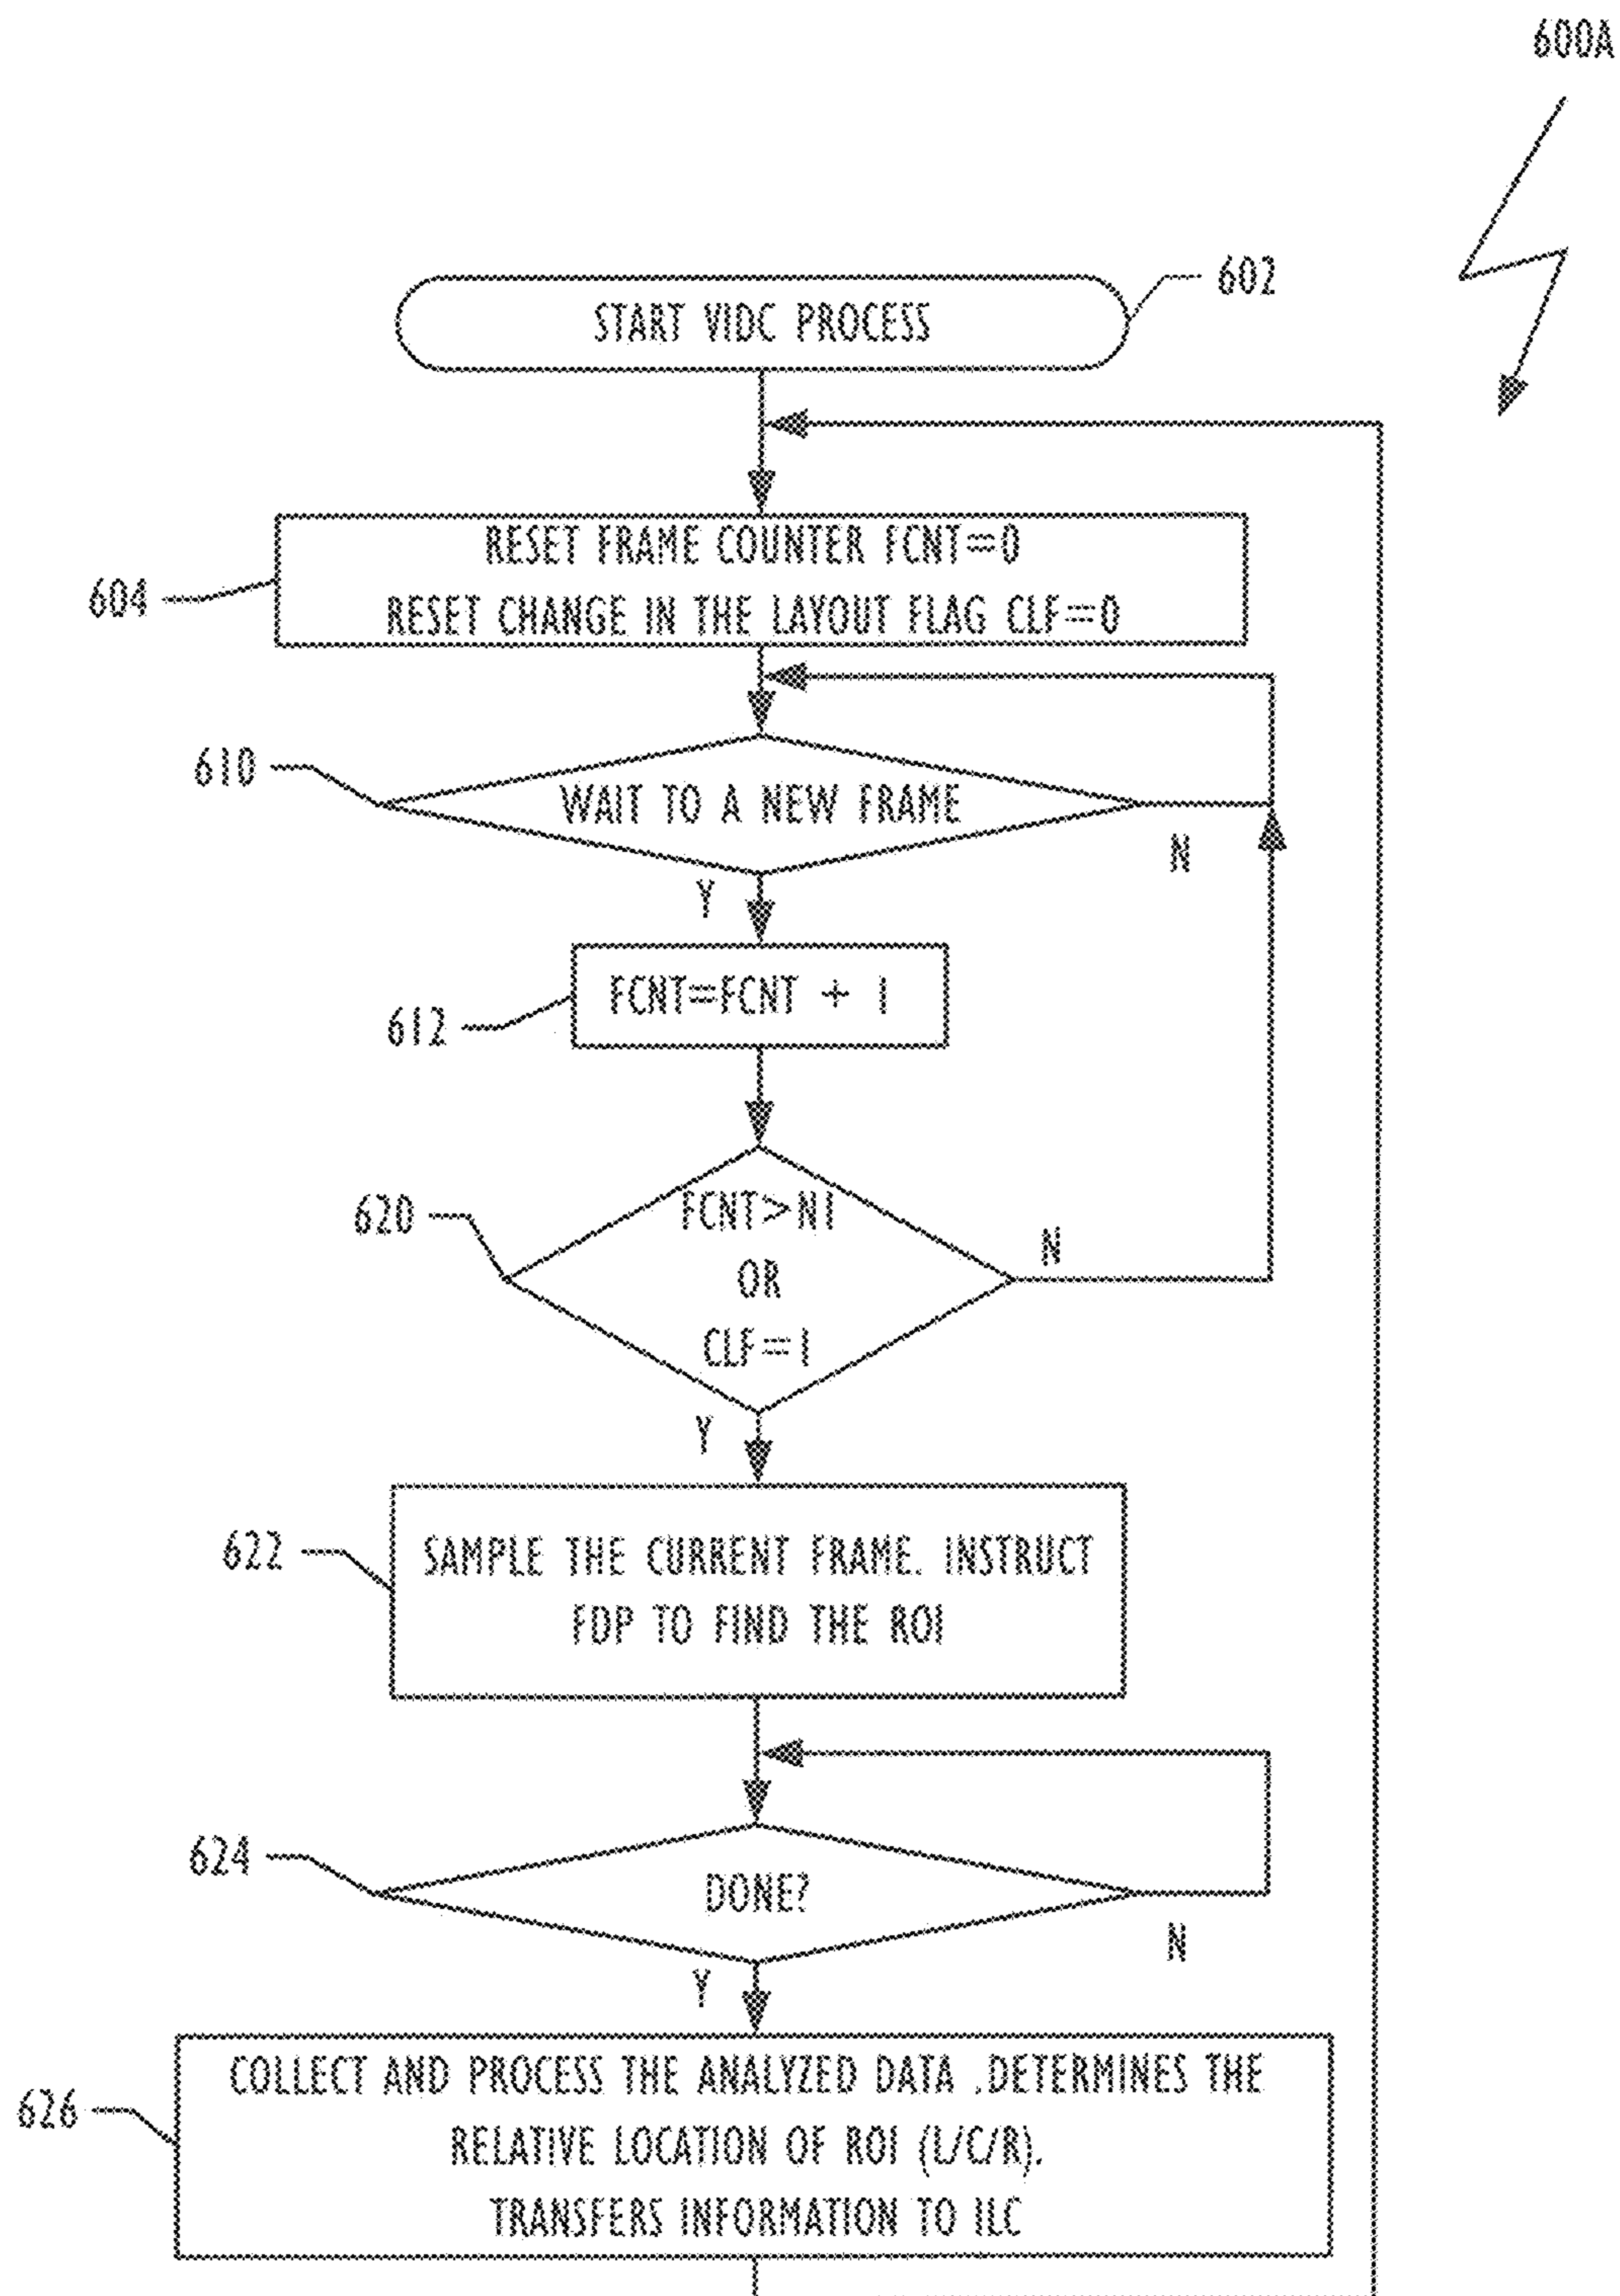 600A
START VIDC PROCESS
602
RESET FRAME COUNTER FCNT=0
RESET CHANGE IN THE LAYOUT FLAG CLF=0
604
610
WAIT TO A NEW FRAME
N
Y
FCNT=FCNT + 1
612
620
FCNT>N1
OR
CLF=1
N
Y
622
SAMPLE THE CURRENT FRAME. INSTRUCT
FDP TO FIND THE ROI
624
DONE?
N
Y
626
COLLECT AND PROCESS THE ANALYZED DATA .DETERMINES THE
RELATIVE LOCATION OF ROI (L/C/R).
TRANSFERS INFORMATION TO ILC